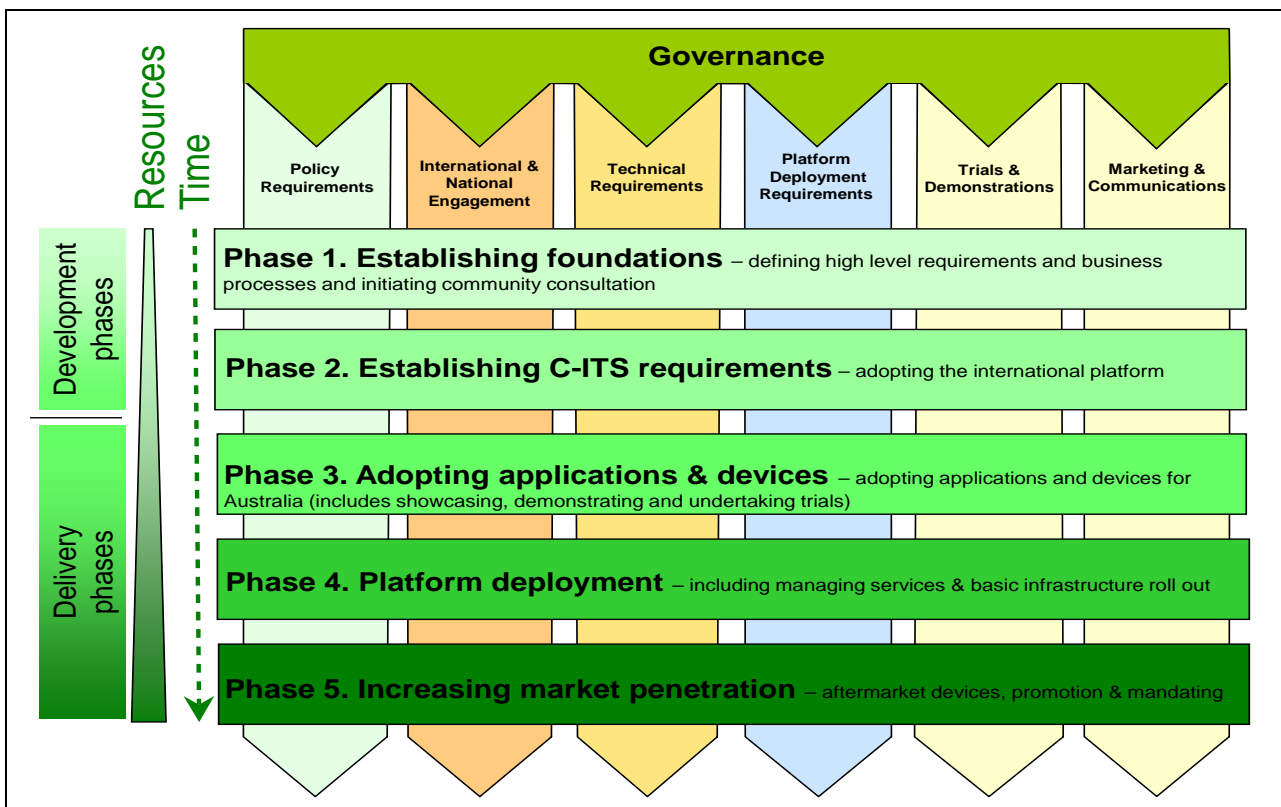 Governance
Resources
Time
Policy
Requirements
International &
National
Engagement
Technical
Requirements
Platform
Deployment
Requirements
Trials &
Demonstrations
Marketing &
Communications
Development
phases
Phase 1. Establishing foundations – defining high level requirements and business
processes and initiating community consultation
Phase 2. Establishing C-ITS requirements – adopting the international platform
Delivery
phases
Phase 3. Adopting applications & devices – adopting applications and devices for
Australia (includes showcasing, demonstrating and undertaking trials)
Phase 4. Platform deployment – including managing services & basic infrastructure roll out
Phase 5. Increasing market penetration – aftermarket devices, promotion & mandating